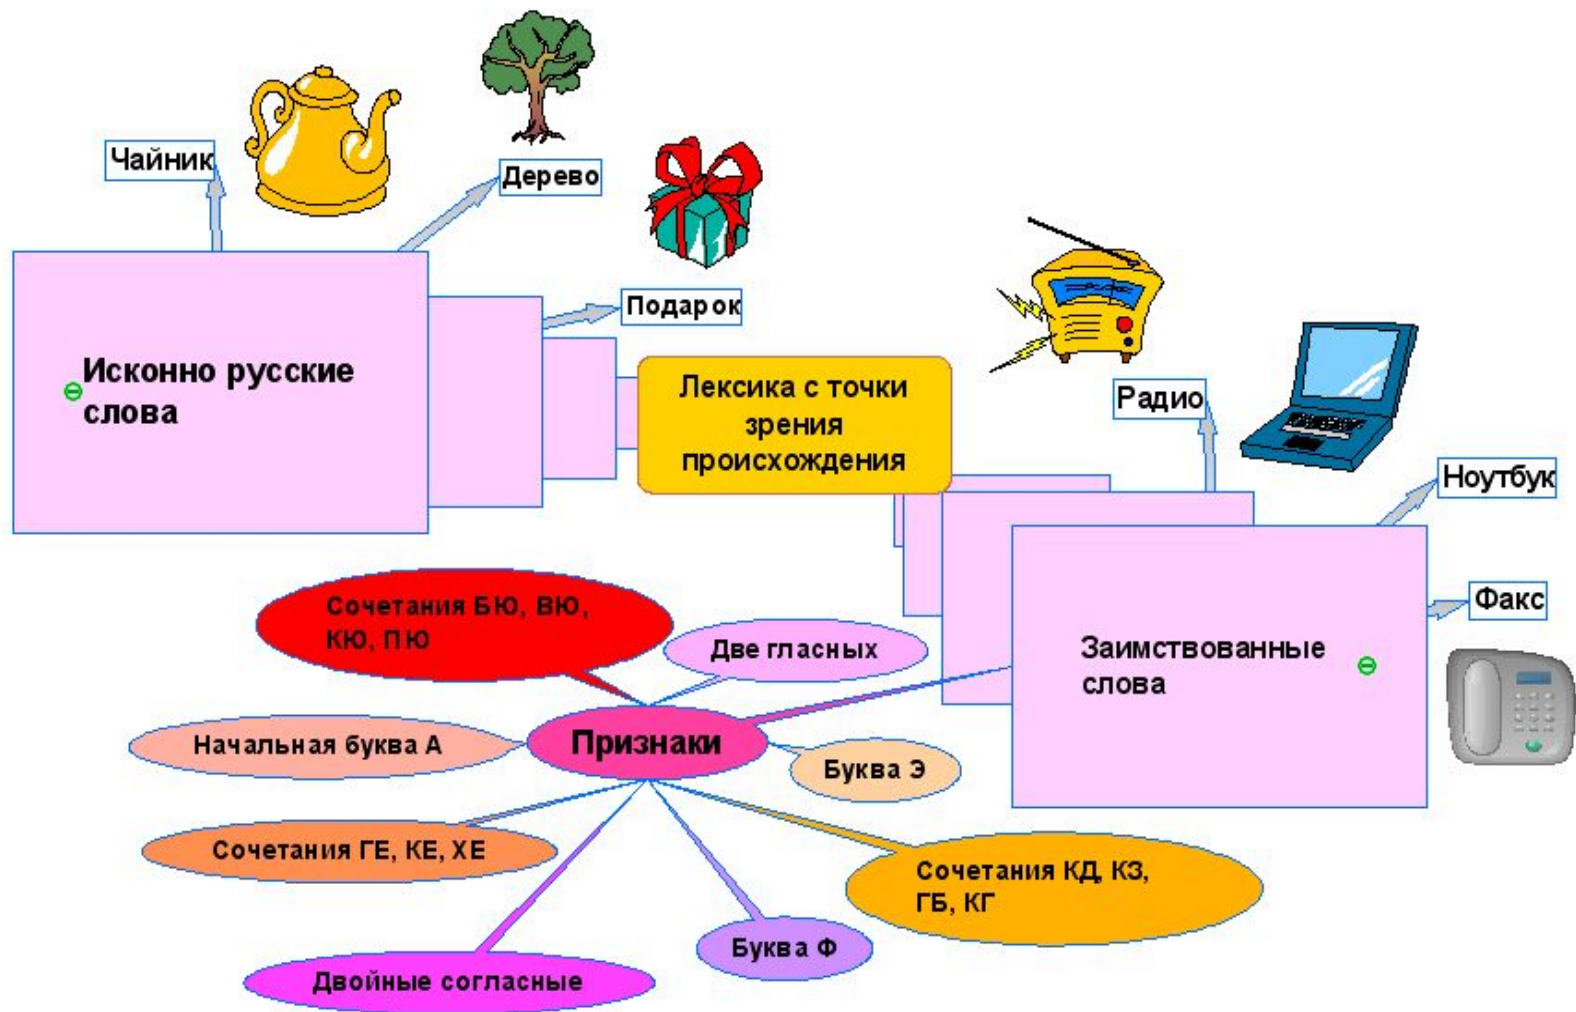 Чайник
Дерево
Подарок
Исконно русские
слова
Лексика с точки
зрения
происхождения
Радио
Ноутбук
Факс
Заимствованные
слова
Сочетания БЮ, ВЮ,
КЮ, ПЮ
Две гласных
Начальная буква А
Признаки
Буква Э
Сочетания ГЕ, КЕ, ХЕ
Сочетания КД, КЗ,
ГБ, КГ
Буква Ф
Двойные согласные